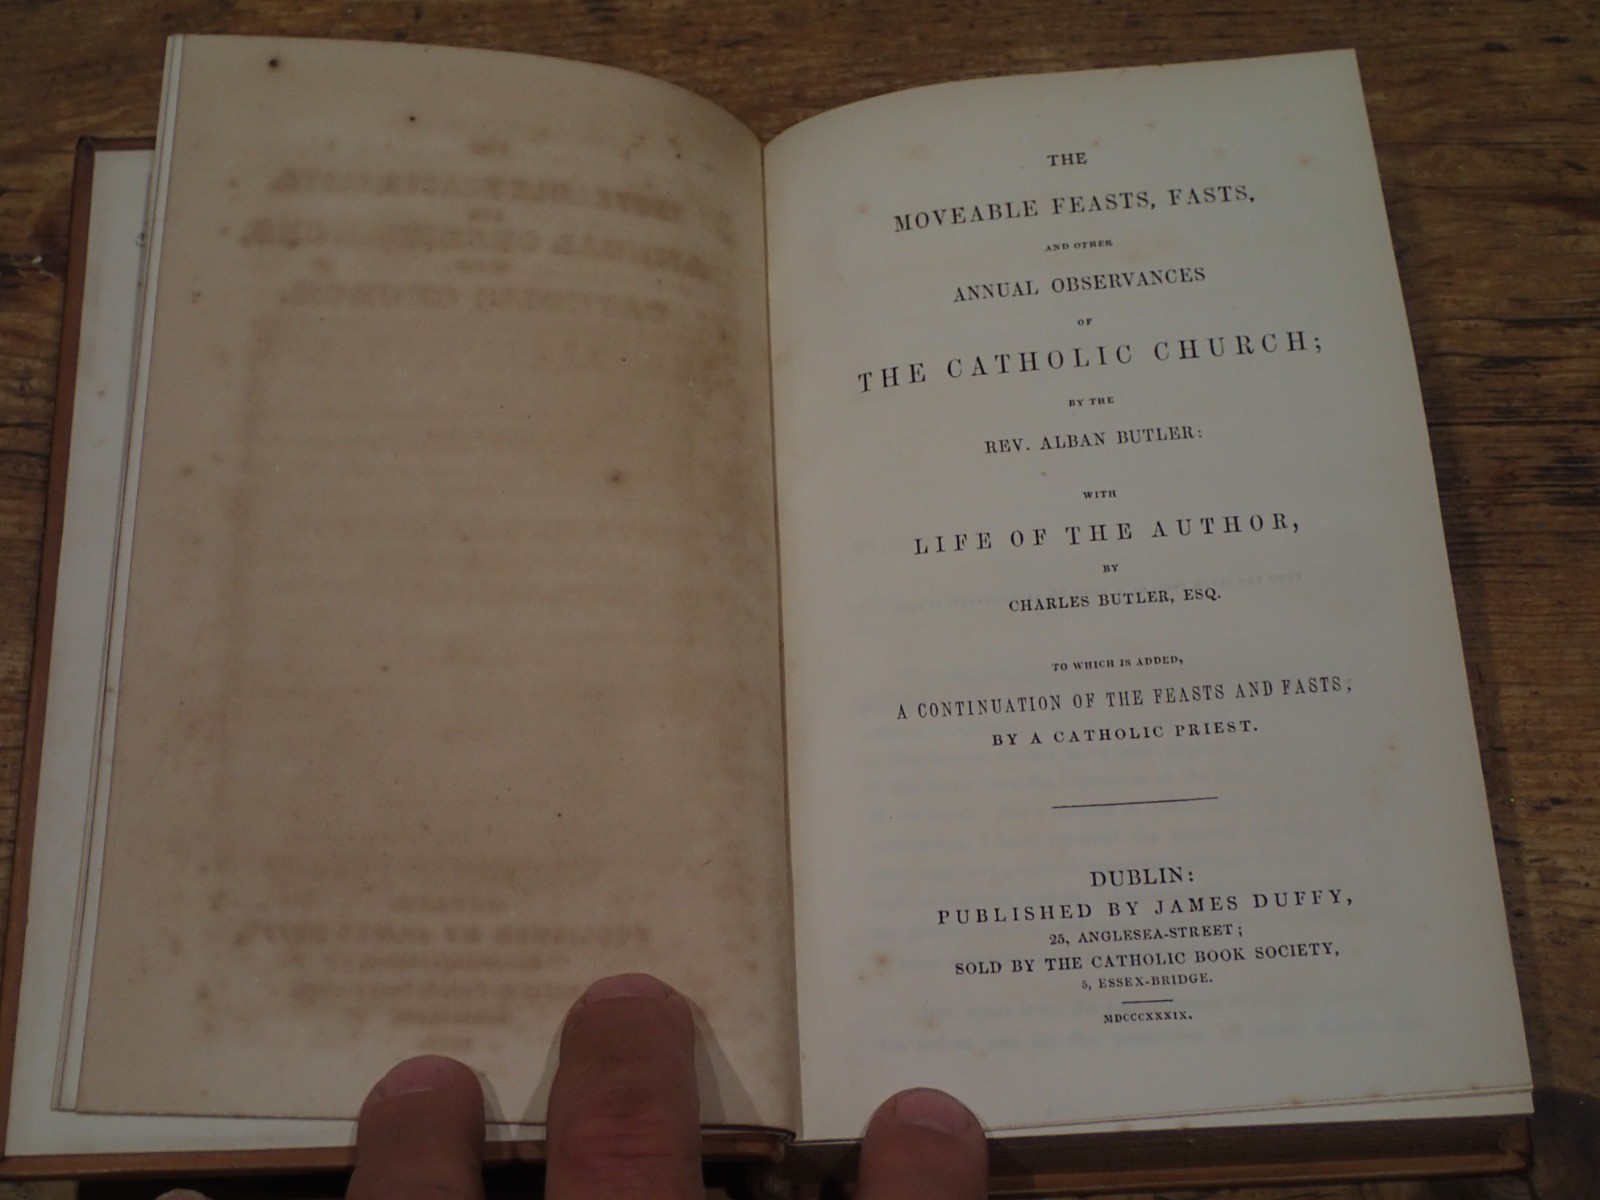 THE
MOVEABLE FEASTS, FASTS,
AND OTHER
ANNUAL OBSERVANCES
OF
THE CATHOLIC CHURCH;
BY THE
REV. ALBAN BUTLER:
WITH
LIFE OF THE AUTHOR,
BY
CHARLES BUTLER, ESQ.
TO WHICH IS ADDED,
A CONTINUATION OF THE FEASTS AND FASTS,
BY A CATHOLIC PRIEST.
DUBLIN:
PUBLISHED BY JAMES DUFFY,
25, ANGLESEA-STREET;
SOLD BY THE CATHOLIC BOOK SOCIETY,
5, ESSEX-BRIDGE.
MDCCCXXXIX.